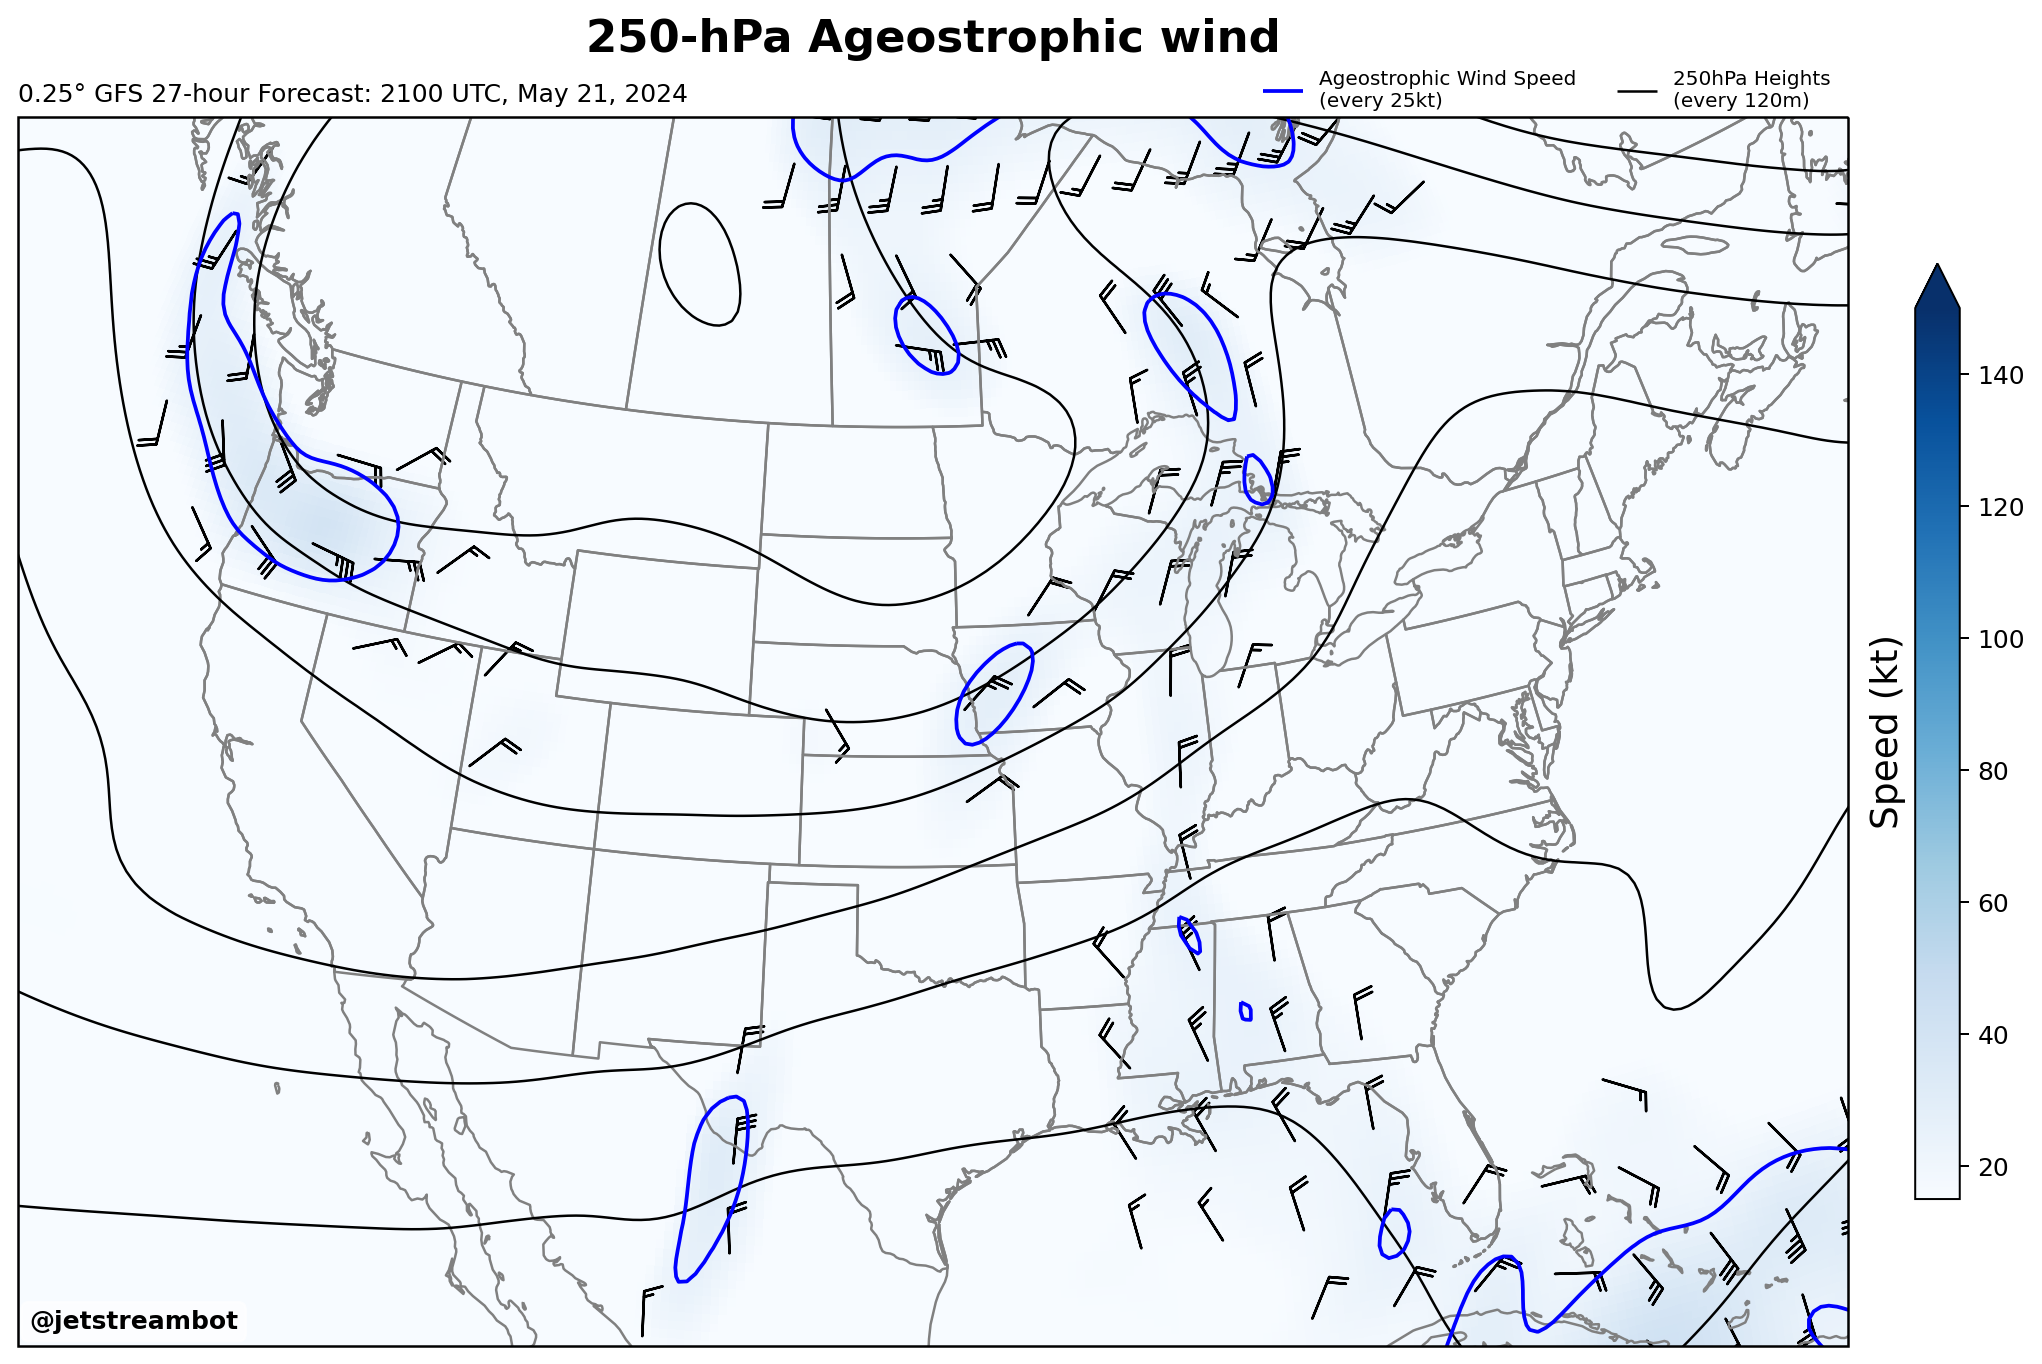 250-hPa Ageostrophic wind
0.25° GFS 27-hour Forecast: 2100 UTC, May 21, 2024
Ageostrophic Wind Speed
(every 25kt)
250hPa Heights
(every 120m)
140
120
100
80
60
40
20
Speed (kt)
@jetstreambot